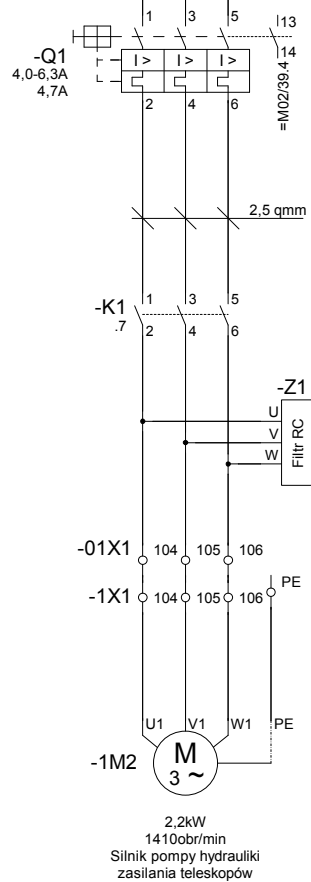 1 3 5 13
-Q1
4,0-6,3A
4,7A
I > I > I >
14
=M02/39.4
2 4 6
2,5 qmm
-K1
.7
1 3 5
2 4 6
-Z1
U
V
W
Filtr RC
-01X1 104 105 106
PE
-1X1 104 105 106
U1 V1 W1 PE
-1M2
M
3 ~
2,2kW
1410obr/min
Silnik pompy hydrauliki
zasilania teleskopów